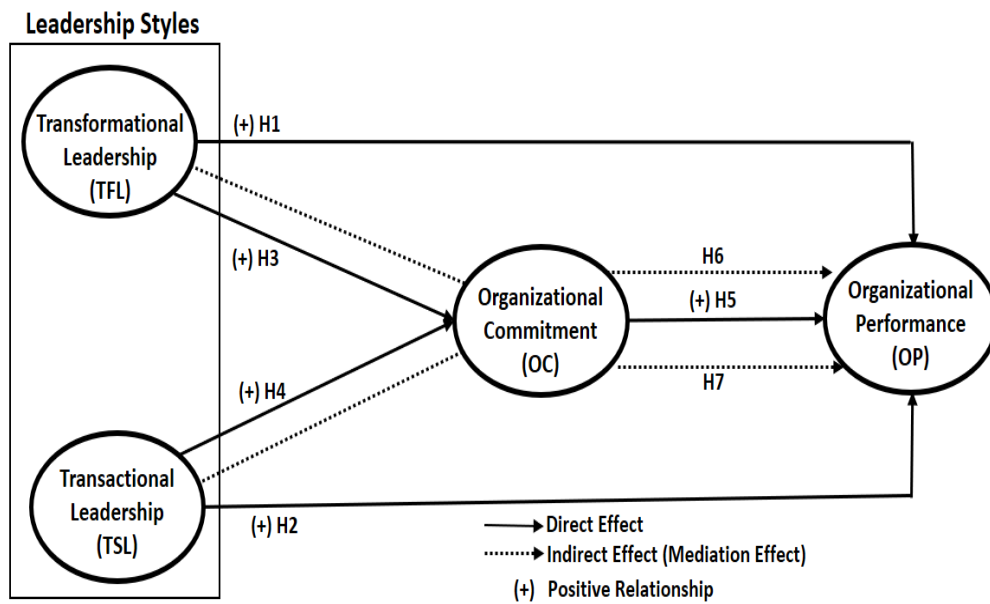 Leadership Styles
Transformational
Leadership
(TFL)
(+) H1
(+) H3
H6
Organizational
Commitment
(OC)
(+) H5
Organizational
Performance
(OP)
H7
(+) H4
Transactional
Leadership
(TSL)
(+) H2
Direct Effect
Indirect Effect (Mediation Effect)
(+) Positive Relationship